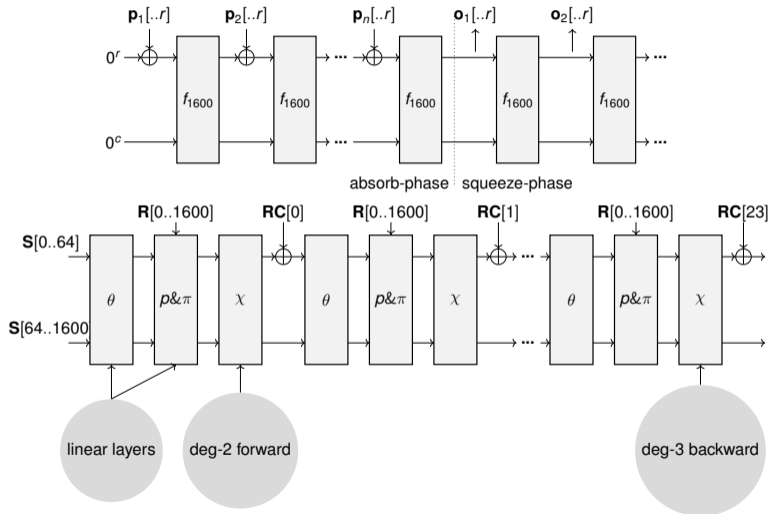 p₁[..r] p₂[..r] pₙ[..r] o₁[..r] o₂[..r]
0ʳ ... ...
f₁₆₀₀ f₁₆₀₀ f₁₆₀₀ f₁₆₀₀ f₁₆₀₀
0ᶜ ... ...
absorb-phase squeeze-phase
R[0..1600] RC[0] R[0..1600] RC[1] R[0..1600] RC[23]
S[0..64] ...
θ p&π χ θ p&π χ θ p&π χ
S[64..1600 ...
linear layers deg-2 forward deg-3 backward